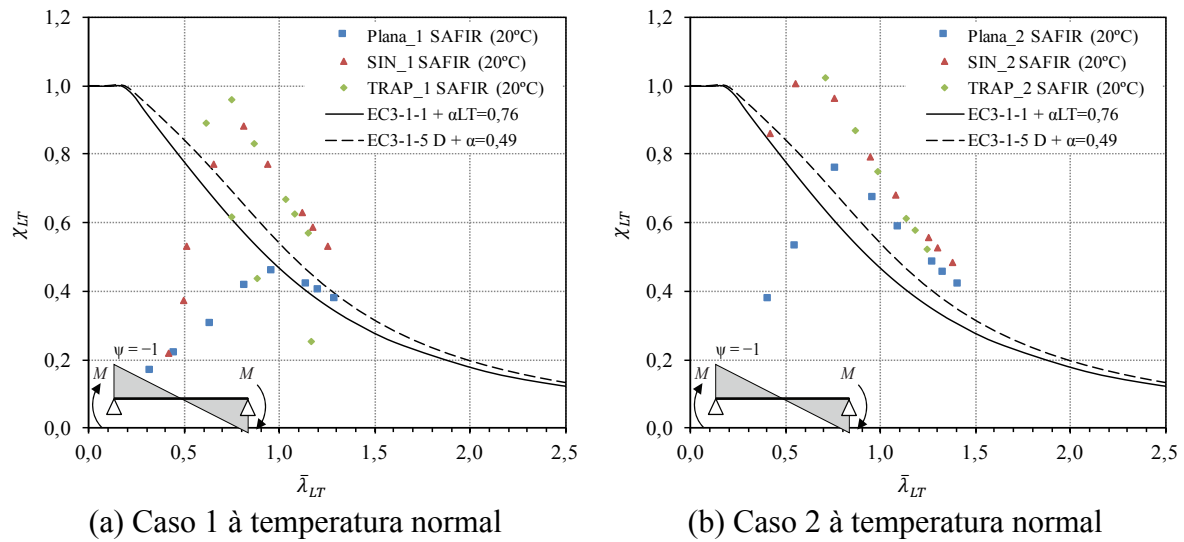 1,2
1,0
0,8
0,6
0,4
0,2
0,0
χLT
Plana_1 SAFIR (20ºC)
SIN_1 SAFIR (20ºC)
TRAP_1 SAFIR (20ºC)
EC3-1-1 + αLT=0,76
EC3-1-5 D + α=0,49
ψ = −1
M
M
0,0 0,5 1,0 1,5 2,0 2,5
λ̄LT
(a) Caso 1 à temperatura normal
1,2
1,0
0,8
0,6
0,4
0,2
0,0
χLT
Plana_2 SAFIR (20ºC)
SIN_2 SAFIR (20ºC)
TRAP_2 SAFIR (20ºC)
EC3-1-1 + αLT=0,76
EC3-1-5 D + α=0,49
ψ = −1
M
M
0,0 0,5 1,0 1,5 2,0 2,5
λ̄LT
(b) Caso 2 à temperatura normal